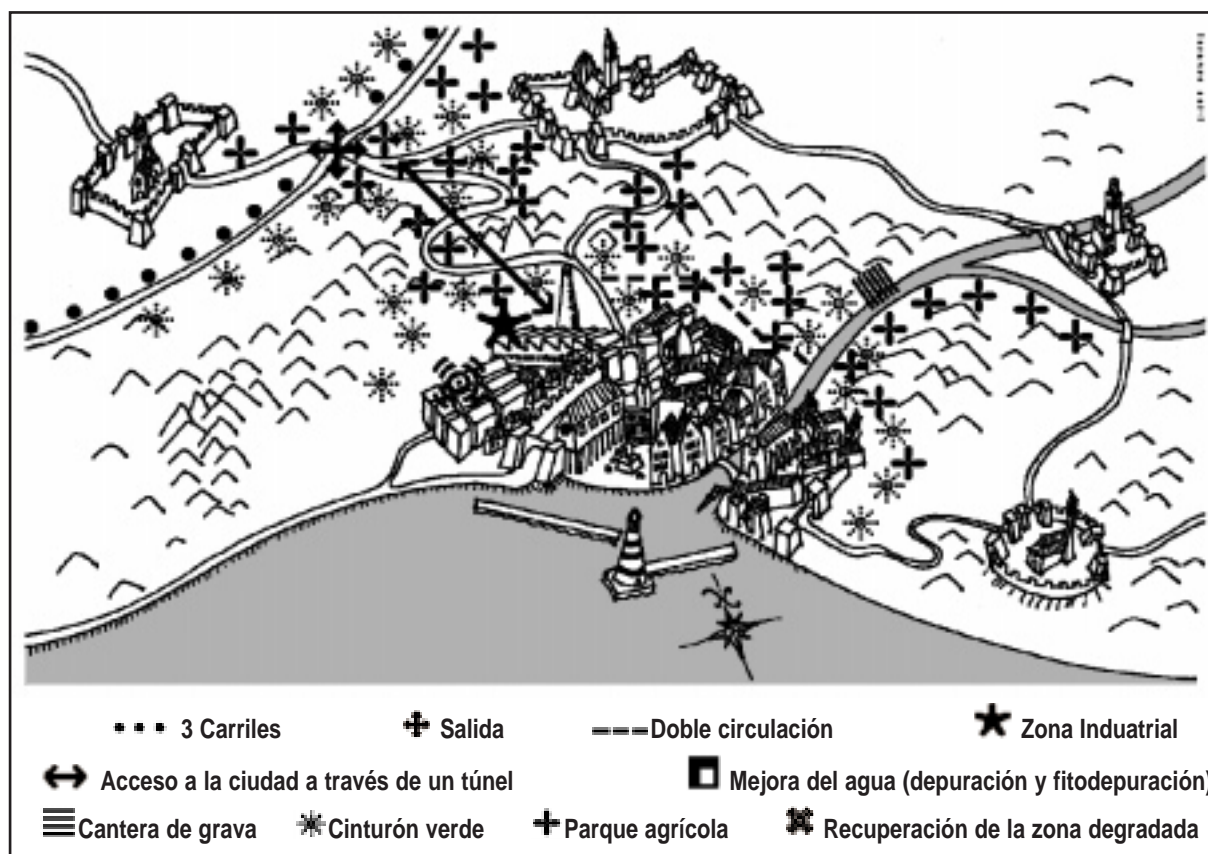 3 Carriles Salida Doble circulación Zona Induatrial
Acceso a la ciudad a través de un túnel Mejora del agua (depuración y fitodepuración)
Cantera de grava Cinturón verde Parque agrícola Recuperación de la zona degradada